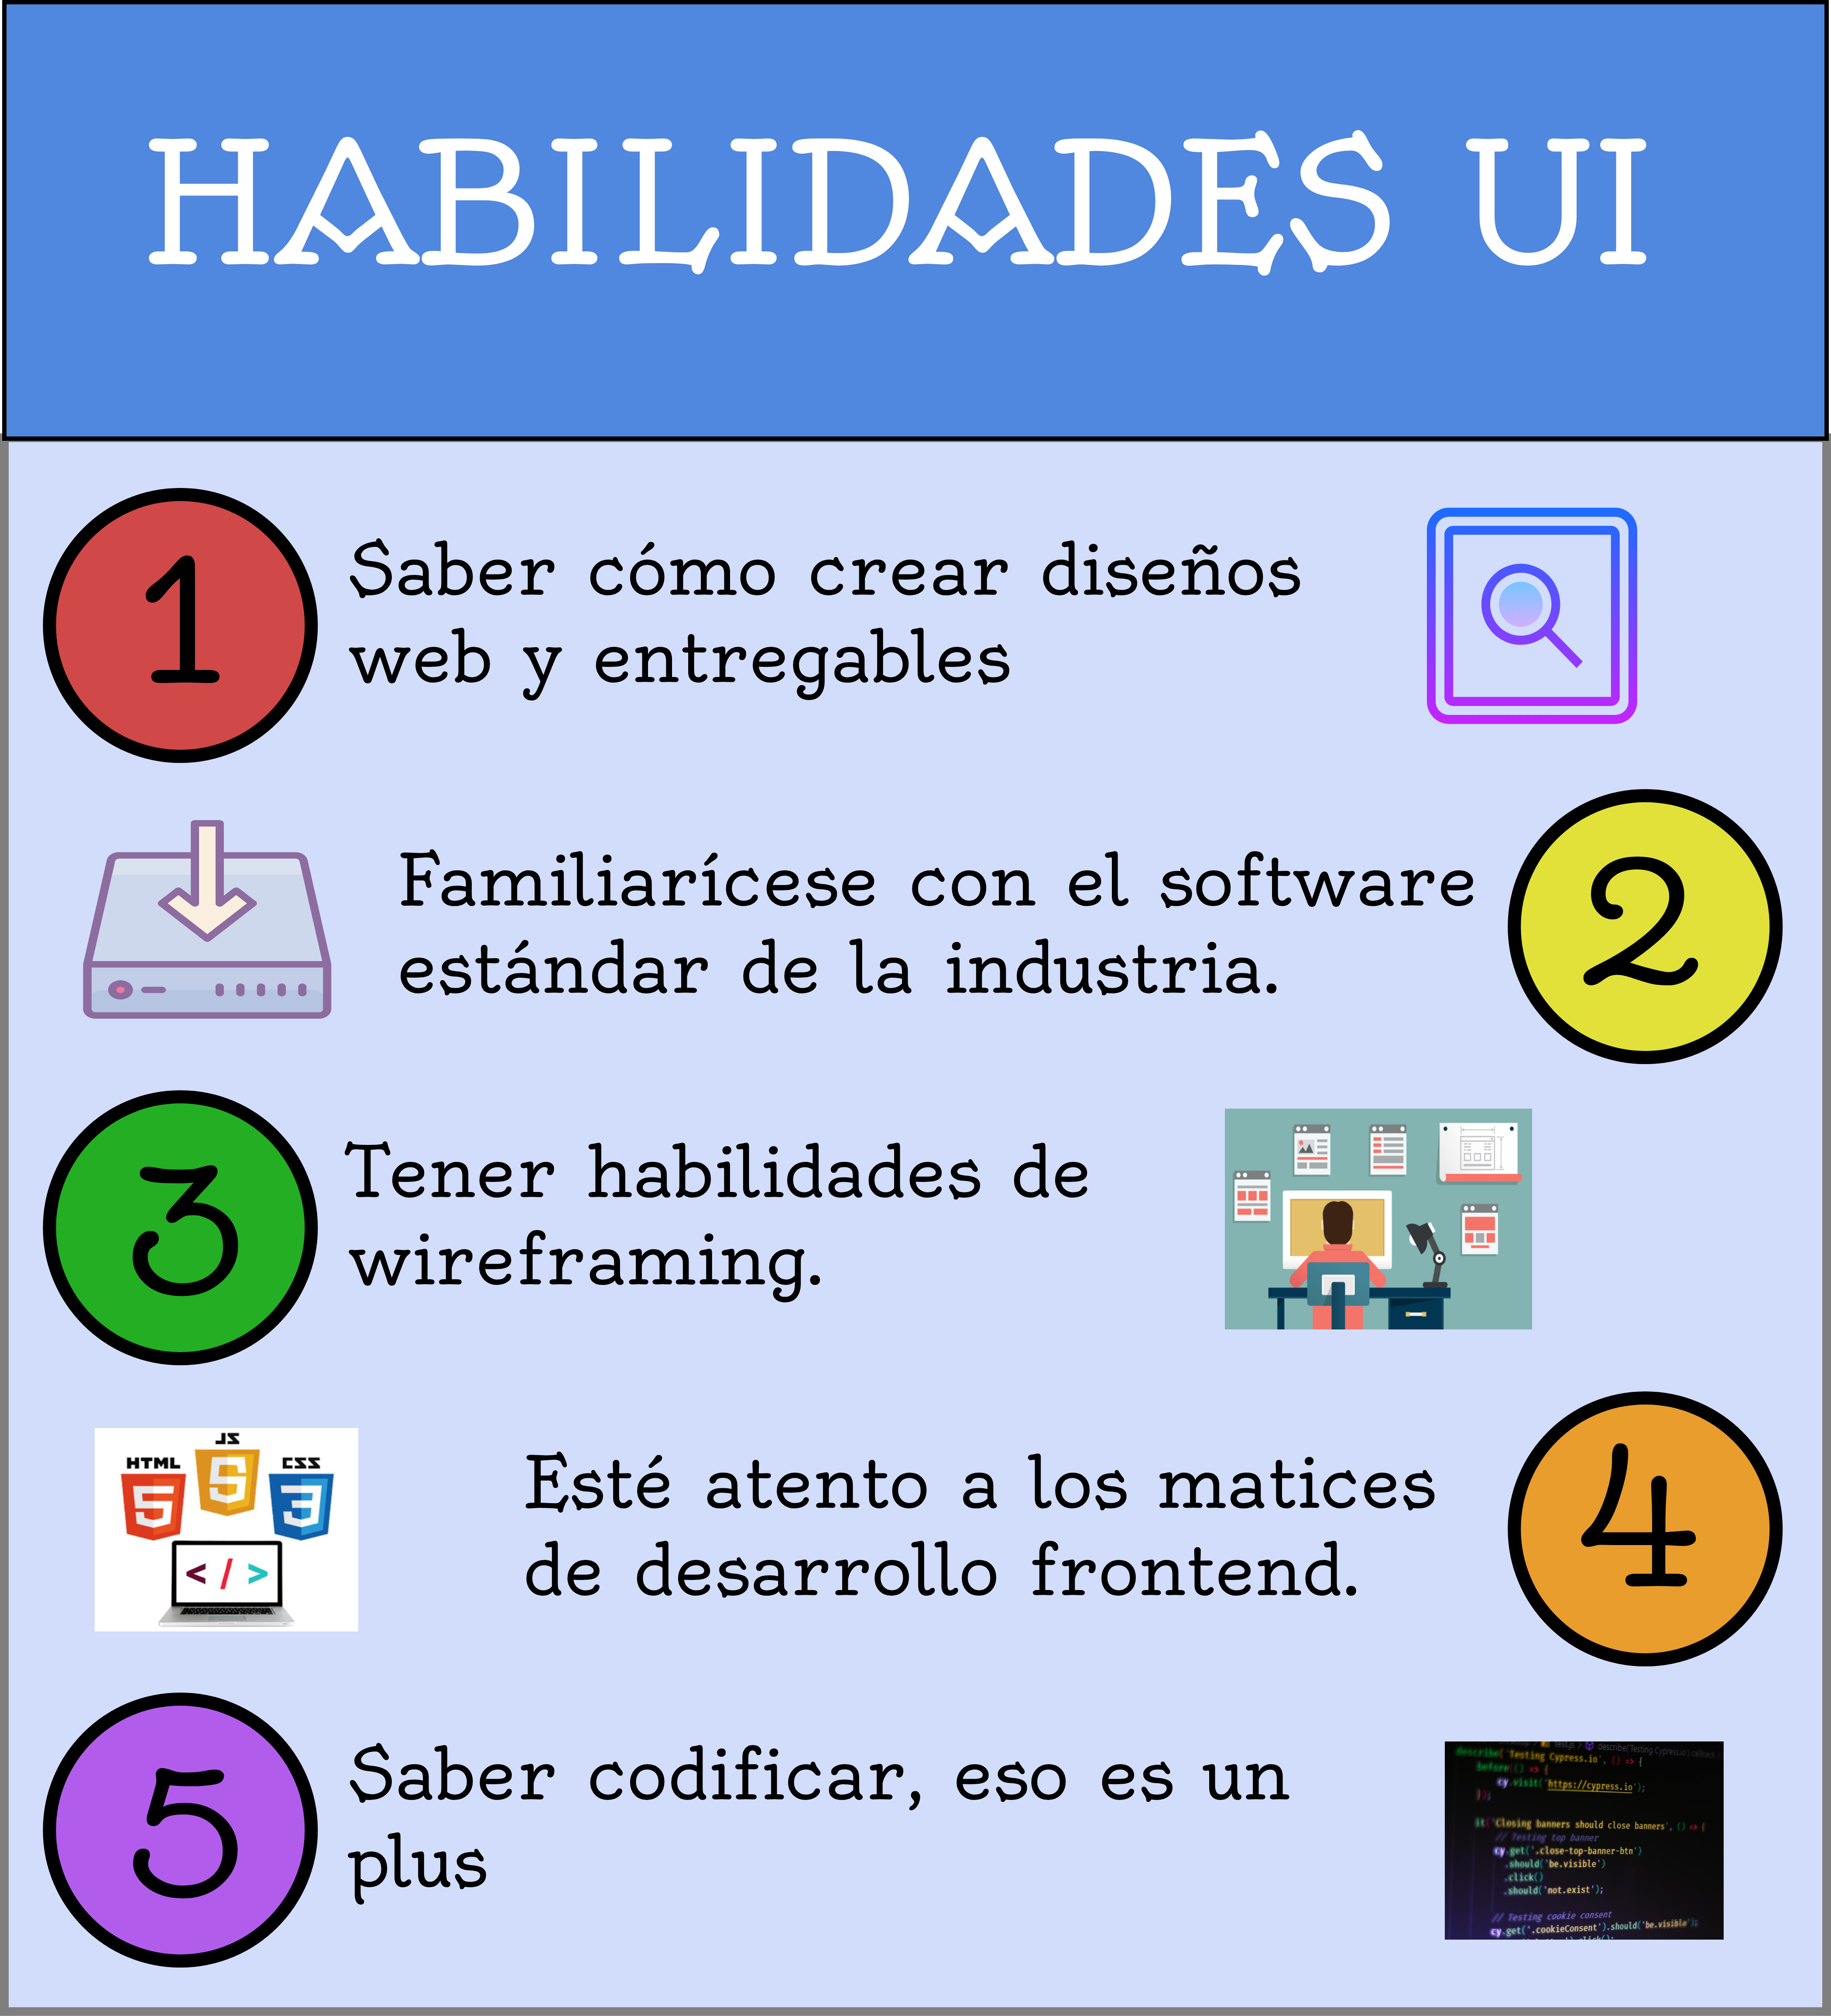 HABILIDADES UI
1
Saber cómo crear diseños
web y entregables
Familiarícese con el software
estándar de la industria.
2
3
Tener habilidades de
wireframing.
JS
HTML
CSS
5
5
3
</>
Esté atento a los matices
de desarrollo frontend.
4
5
Saber codificar, eso es un
plus
describe('Testing Cypress.io', () => {
before(() => {
cy.visit('https://cypress.io');
});
it('Closing banners should close banners', () => {
// Testing top banner
cy.get('.close-top-banner-btn')
.should('be.visible')
.click()
.should('not.exist');
// Testing cookie consent
cy.get('.cookieConsent').should('be.visible');